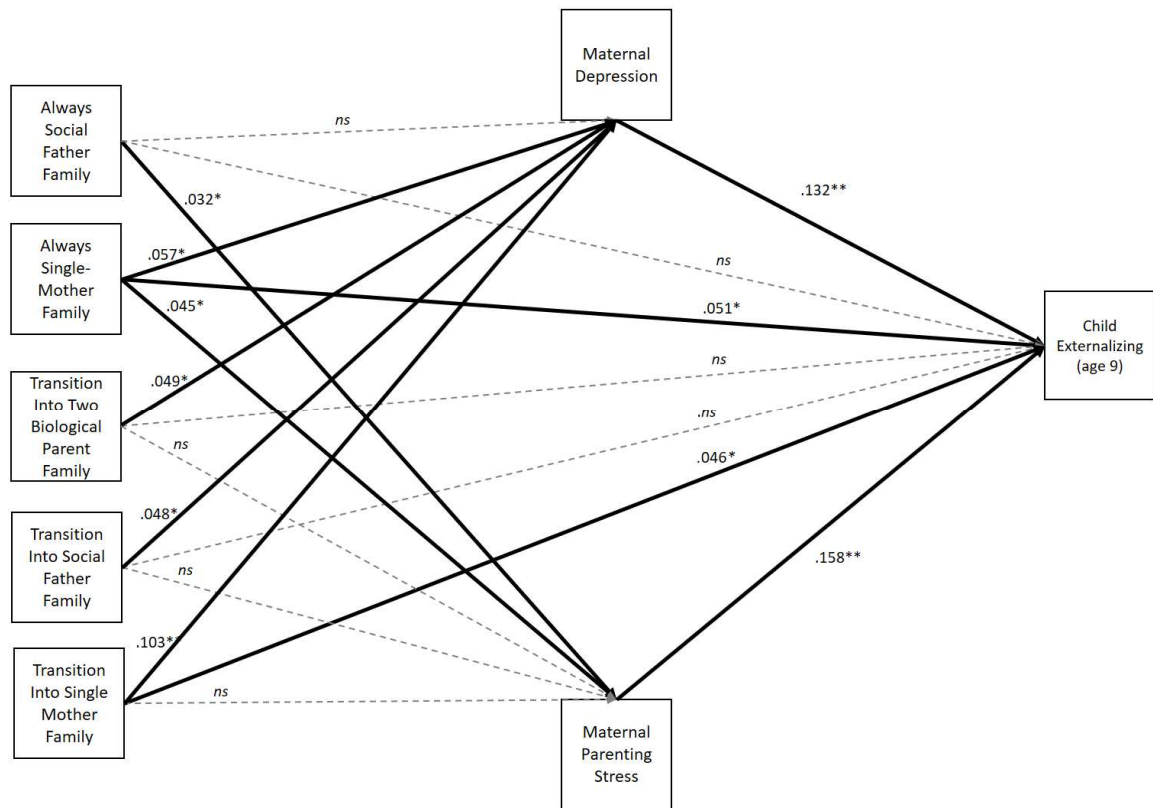 Maternal
Depression
Always
Social
Father
Family
ns
.032*
.132**
Always
Single-
Mother
Family
.057*
.045*
ns
.051*
Child
Externalizing
(age 9)
Transition
Into Two
Biological
Parent
Family
.049*
ns
ns
.ns
.046*
Transition
Into Social
Father
Family
.048*
ns
.158**
Transition
Into Single
Mother
Family
.103**
ns
Maternal
Parenting
Stress